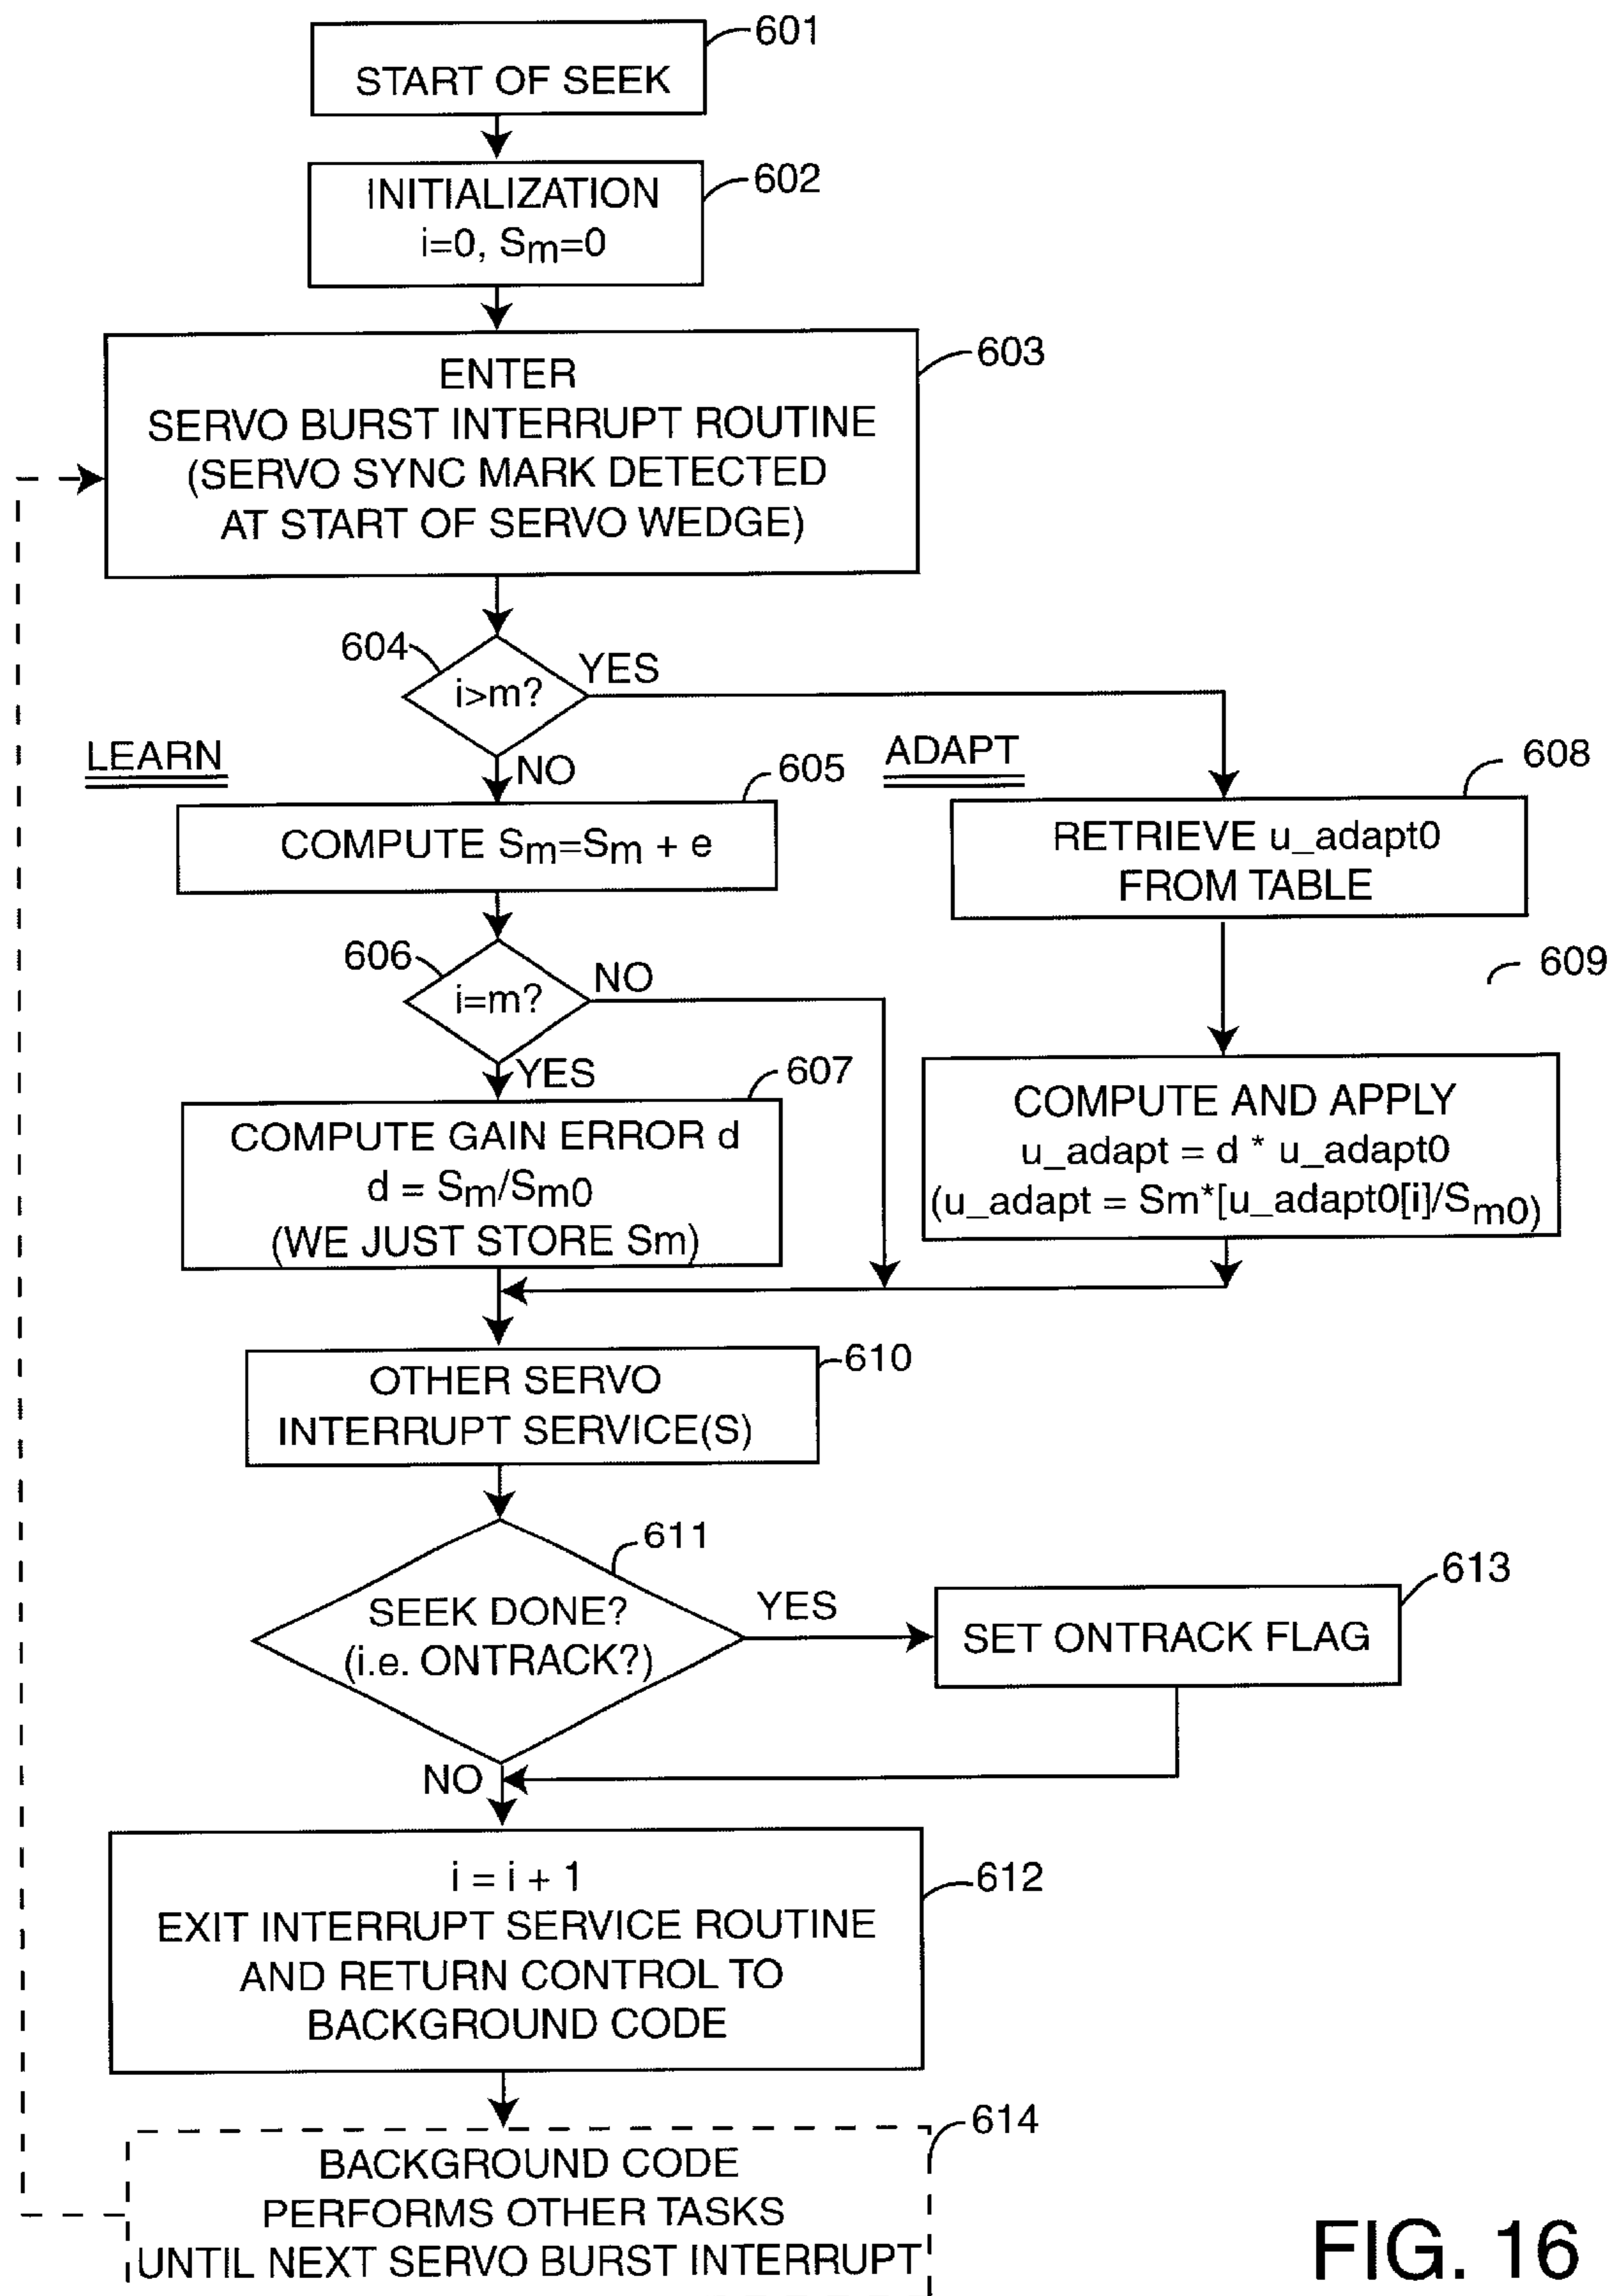 601
START OF SEEK
602
INITIALIZATION
i=0, Sm=0
603
ENTER
SERVO BURST INTERRUPT ROUTINE
(SERVO SYNC MARK DETECTED
AT START OF SERVO WEDGE)
604
i>m?
YES
NO
LEARN
605
COMPUTE Sm=Sm + e
606
i=m?
NO
YES
607
COMPUTE GAIN ERROR d
d = Sm/Sm0
(WE JUST STORE Sm)
ADAPT
608
RETRIEVE u_adapt0
FROM TABLE
609
COMPUTE AND APPLY
u_adapt = d * u_adapt0
(u_adapt = Sm*[u_adapt0[i]/Sm0)
610
OTHER SERVO
INTERRUPT SERVICE(S)
611
SEEK DONE?
(i.e. ONTRACK?)
YES
613
SET ONTRACK FLAG
NO
612
i = i + 1
EXIT INTERRUPT SERVICE ROUTINE
AND RETURN CONTROL TO
BACKGROUND CODE
614
BACKGROUND CODE
PERFORMS OTHER TASKS
UNTIL NEXT SERVO BURST INTERRUPT
FIG. 16